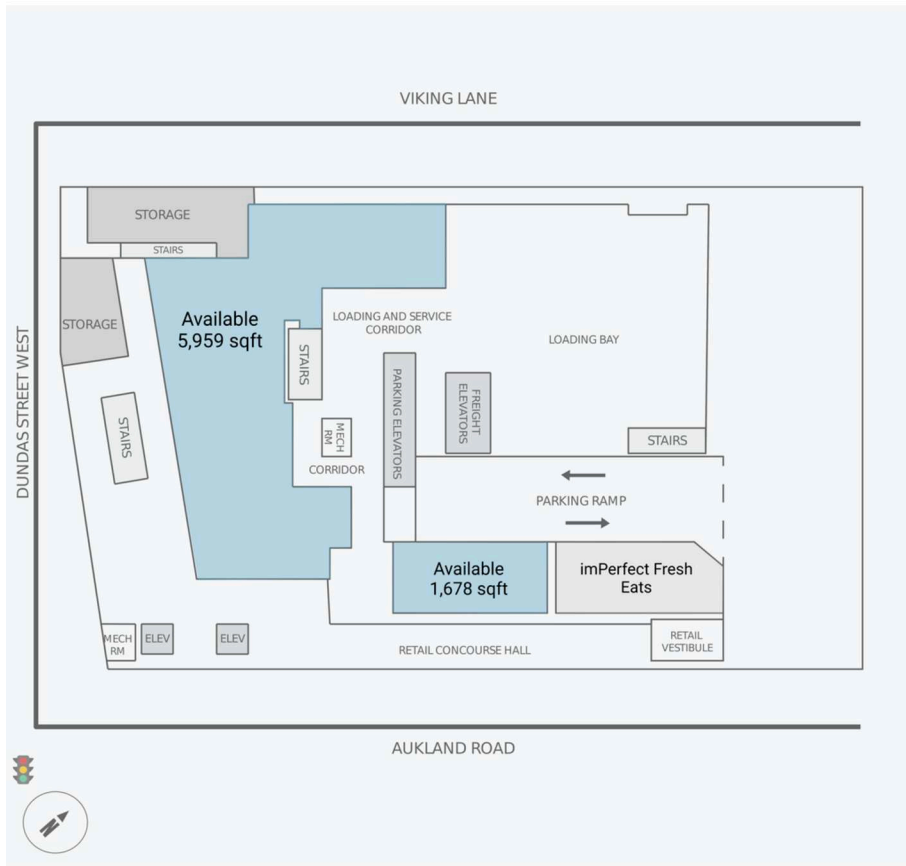 VIKING LANE
STORAGE
STAIRS
STORAGE
Available
5,959 sqft
LOADING AND SERVICE
CORRIDOR
LOADING BAY
DUNDAS STREET WEST
STAIRS
STAIRS
PARKING ELEVATORS
FREIGHT
ELEVATORS
MECH
RM
CORRIDOR
STAIRS
PARKING RAMP
Available
1,678 sqft
imPerfect Fresh
Eats
MECH
RM
ELEV
ELEV
RETAIL CONCOURSE HALL
RETAIL
VESTIBULE
AUKLAND ROAD
N